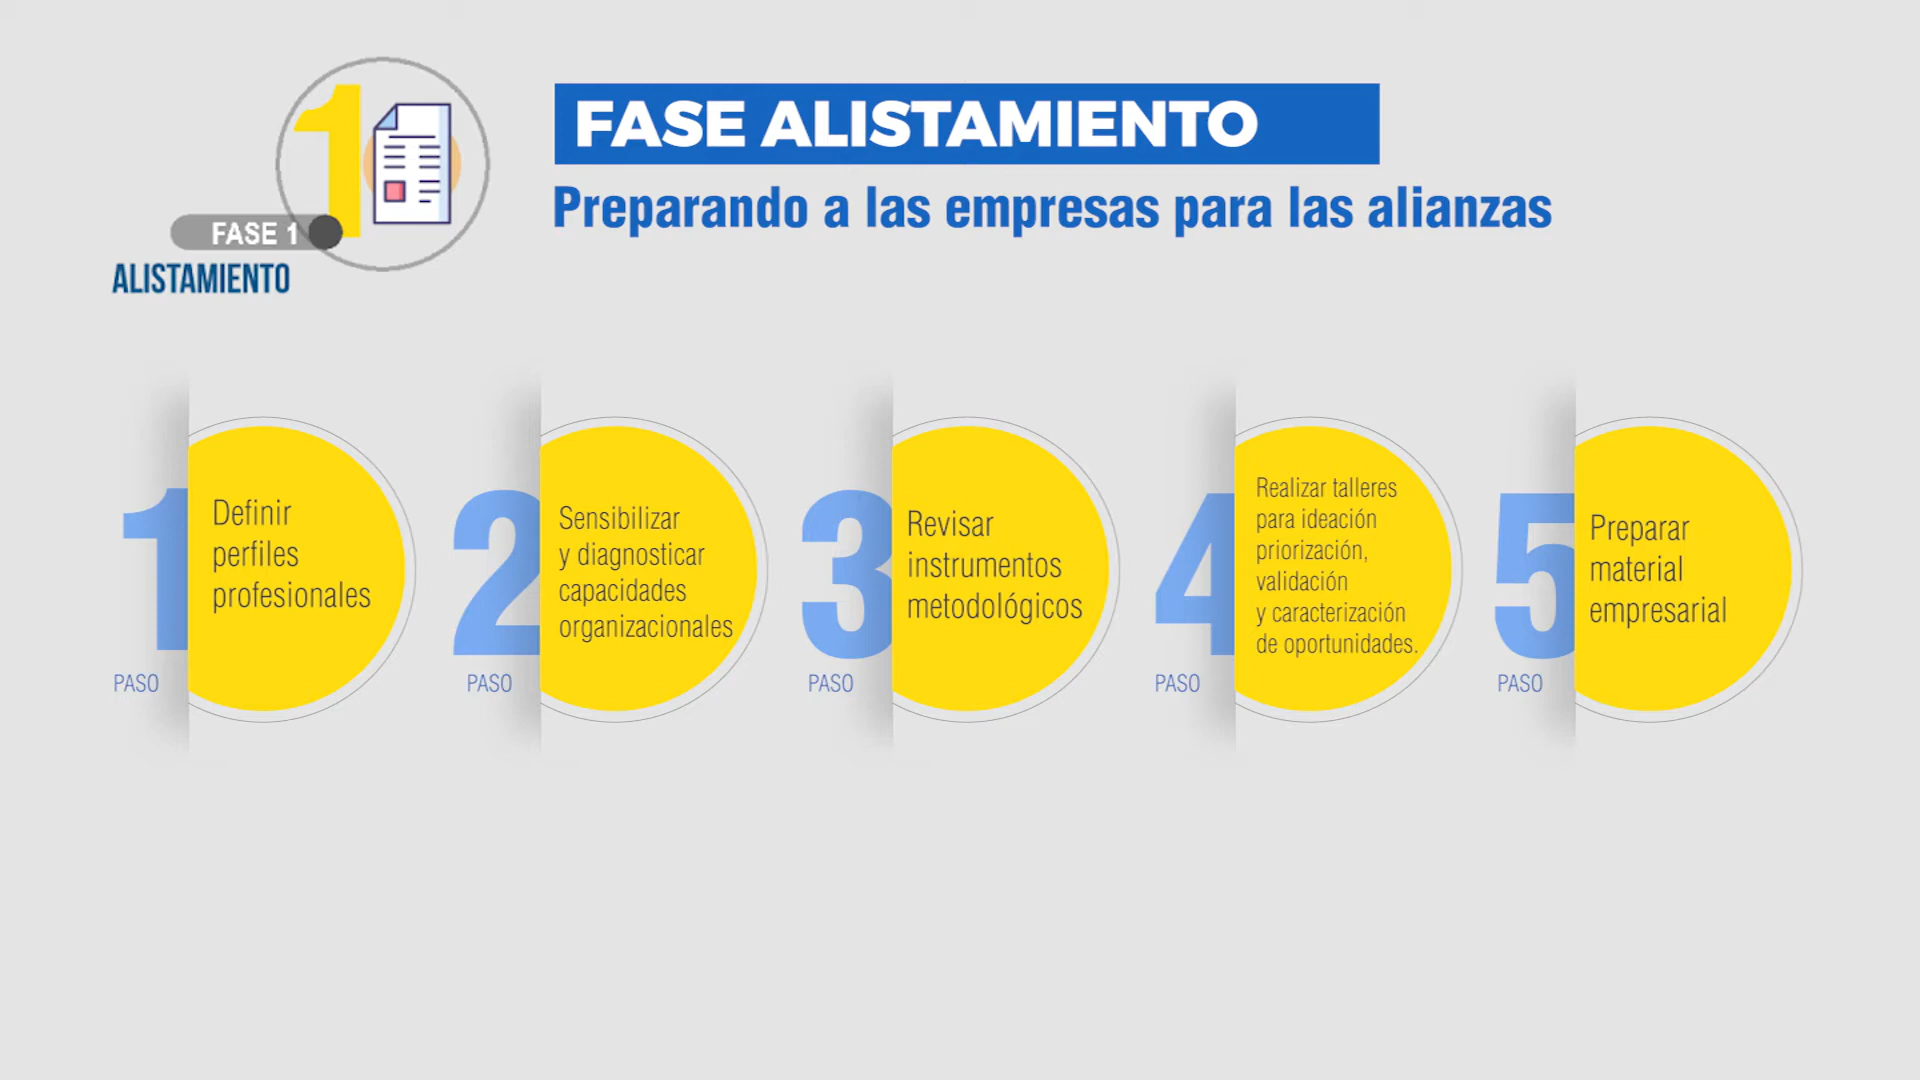 1
FASE 1
ALISTAMIENTO
FASE ALISTAMIENTO
Preparando a las empresas para las alianzas
1
PASO
Definir
perfiles
profesionales
2
PASO
Sensibilizar
y diagnosticar
capacidades
organizacionales
3
PASO
Revisar
instrumentos
metodológicos
4
PASO
Realizar talleres
para ideación
priorización,
validación
y caracterización
de oportunidades.
5
PASO
Preparar
material
empresarial